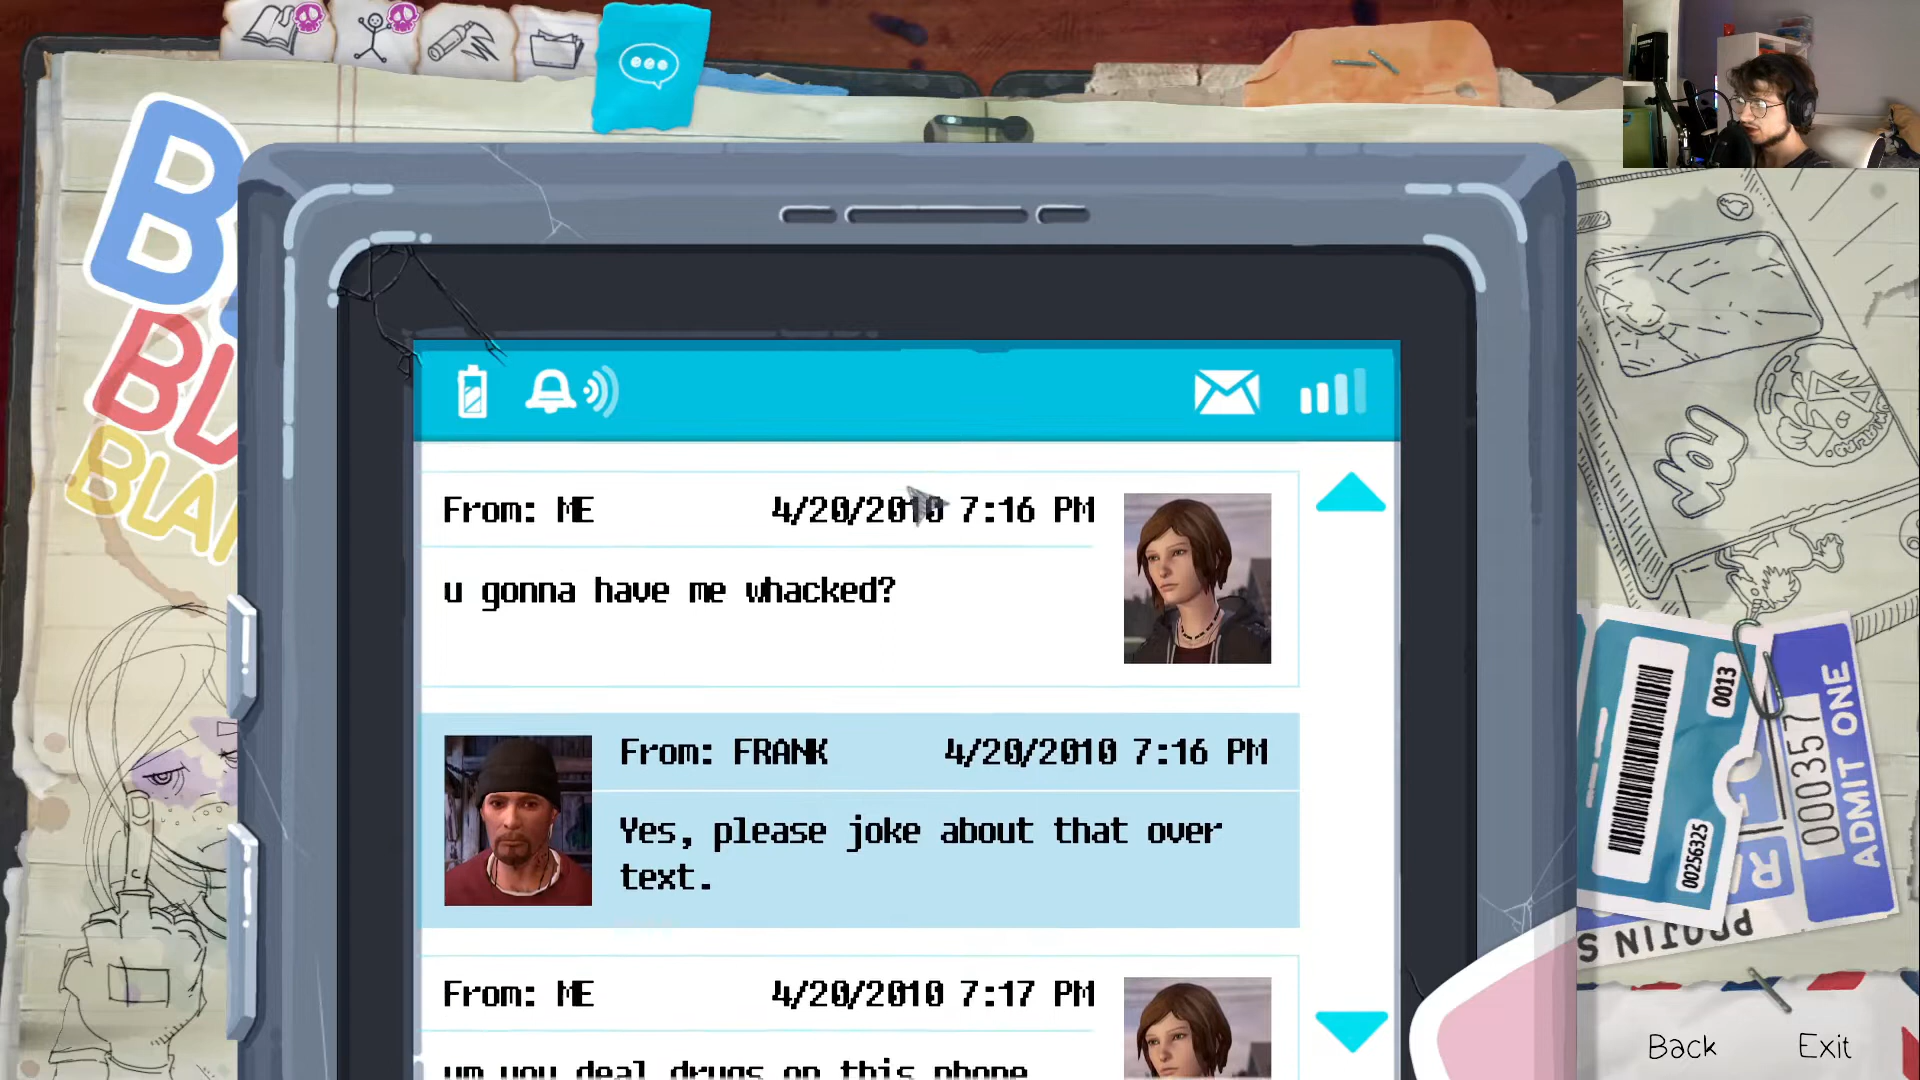 From: ME 4/20/2010 7:16 PM
u gonna have me whacked?
From: FRANK 4/20/2010 7:16 PM
Yes, please joke about that over
text.
From: ME 4/20/2010 7:17 PM
um you deal drugs on this phone
BL
BLA
0013
00256325
000357
ADMIT ONE
Back Exit